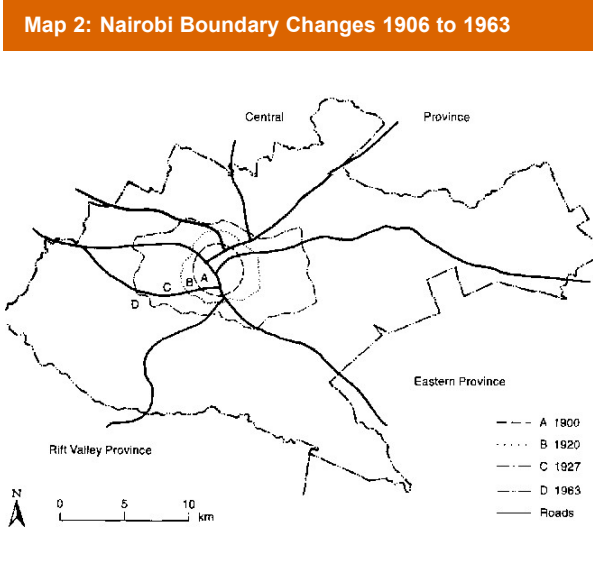 Map 2: Nairobi Boundary Changes 1906 to 1963
Central
Province
A
B
C
D
Eastern Province
Rift Valley Province
A 1900
B 1920
C 1927
D 1963
Roads
N
0 5 10
km